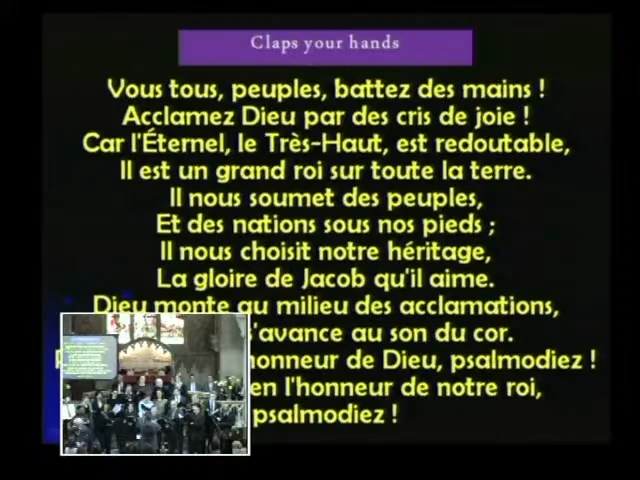 Claps your hands
Vous tous, peuples, battez des mains !
Acclamez Dieu par des cris de joie !
Car l'Éternel, le Très-Haut, est redoutable,
Il est un grand roi sur toute la terre.
Il nous soumet des peuples,
Et des nations sous nos pieds ;
Il nous choisit notre héritage,
La gloire de Jacob qu'il aime.
Dieu monte au milieu des acclamations,
s'avance au son du cor.
honneur de Dieu, psalmodiez !
en l'honneur de notre roi,
psalmodiez !